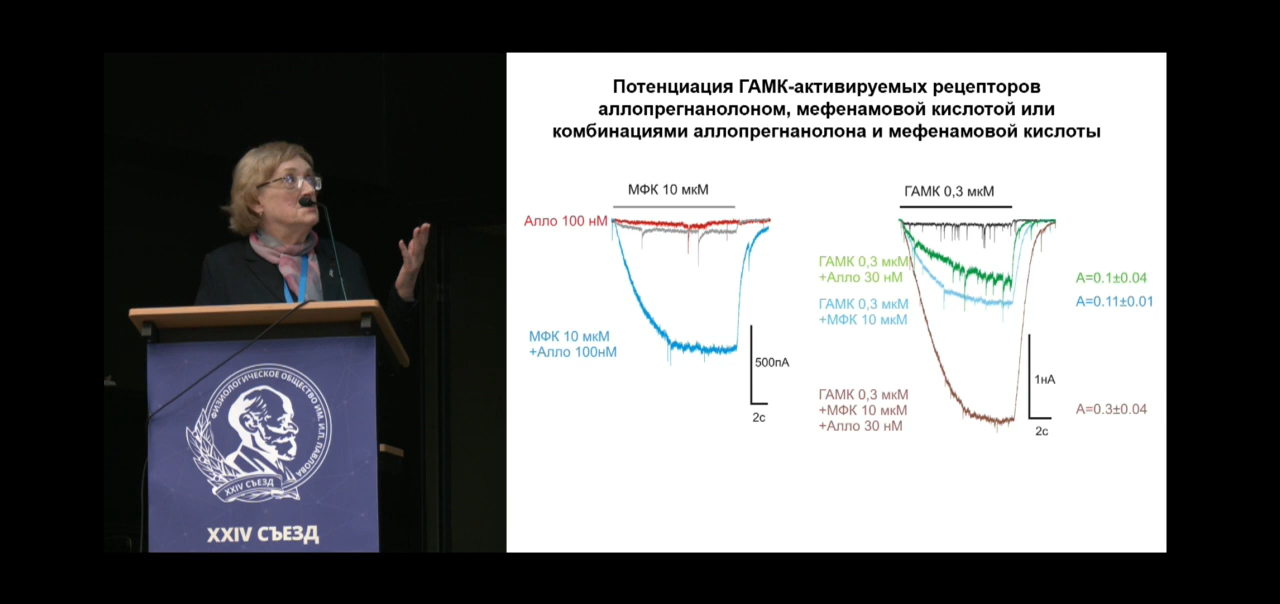 Потенциация ГАМК-активируемых рецепторов
аллопрегнанолоном, мефенамовой кислотой или
комбинациями аллопрегнанолона и мефенамовой кислоты
МФК 10 мкМ
Алло 100 нМ
МФК 10 мкМ
+Алло 100нМ
500пА
2с
ГАМК 0,3 мкМ
ГАМК 0,3 мкМ
+Алло 30 нМ
ГАМК 0,3 мкМ
+МФК 10 мкМ
ГАМК 0,3 мкМ
+МФК 10 мкМ
+Алло 30 нМ
A=0.1±0.04
A=0.11±0.01
1нА
2с
A=0.3±0.04
ФИЗИОЛОГИЧЕСКОЕ ОБЩЕСТВО ИМ. И.П. ПАВЛОВА
XXIV СЪЕЗД
XXIV СЪЕЗД